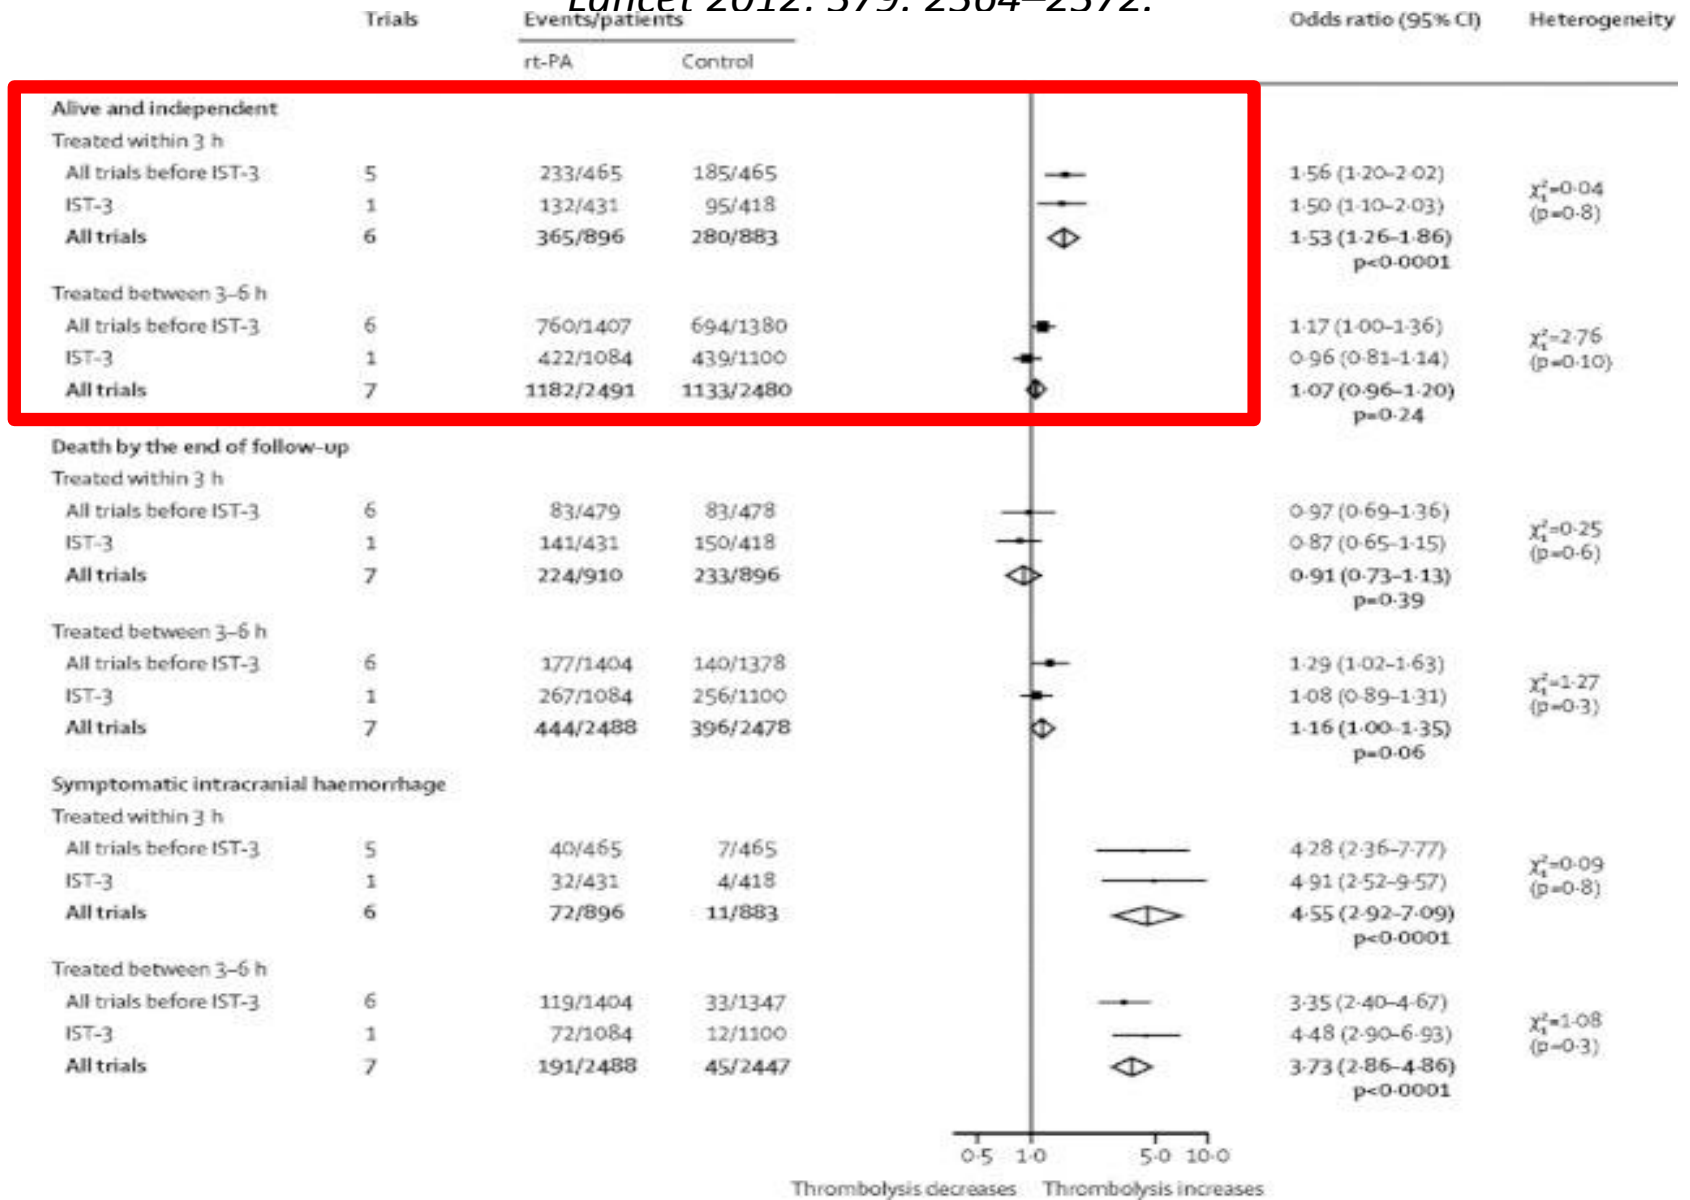 Lancet 2012: 379: 2364–2372.
Trials Events/patients Odds ratio (95% CI) Heterogeneity
rt-PA Control
Alive and independent
Treated within 3 h
All trials before IST-3 5 233/465 185/465 1·56 (1·20–2·02)
χ²₁=0·04
IST-3 1 132/431 95/418 1·50 (1·10–2·03)
(p=0·8)
All trials 6 365/896 280/883 1·53 (1·26–1·86)
p<0·0001
Treated between 3–6 h
All trials before IST-3 6 760/1407 694/1380 1·17 (1·00–1·36)
χ²₁=2·76
IST-3 1 422/1084 439/1100 0·96 (0·81–1·14)
(p=0·10)
All trials 7 1182/2491 1133/2480 1·07 (0·96–1·20)
p=0·24
Death by the end of follow-up
Treated within 3 h
All trials before IST-3 6 83/479 83/478 0·97 (0·69–1·36)
χ²₁=0·25
IST-3 1 141/431 150/418 0·87 (0·65–1·15)
(p=0·6)
All trials 7 224/910 233/896 0·91 (0·73–1·13)
p=0·39
Treated between 3–6 h
All trials before IST-3 6 177/1404 140/1378 1·29 (1·02–1·63)
χ²₁=1·27
IST-3 1 267/1084 256/1100 1·08 (0·89–1·31)
(p=0·3)
All trials 7 444/2488 396/2478 1·16 (1·00–1·35)
p=0·06
Symptomatic intracranial haemorrhage
Treated within 3 h
All trials before IST-3 5 40/465 7/465 4·28 (2·36–7·77)
χ²₁=0·09
IST-3 1 32/431 4/418 4·91 (2·52–9·57)
(p=0·8)
All trials 6 72/896 11/883 4·55 (2·92–7·09)
p<0·0001
Treated between 3–6 h
All trials before IST-3 6 119/1404 33/1347 3·35 (2·40–4·67)
χ²₁=1·08
IST-3 1 72/1084 12/1100 4·48 (2·90–6·93)
(p=0·3)
All trials 7 191/2488 45/2447 3·73 (2·86–4·86)
p<0·0001
0·5 1·0 5·0 10·0
Thrombolysis decreases Thrombolysis increases